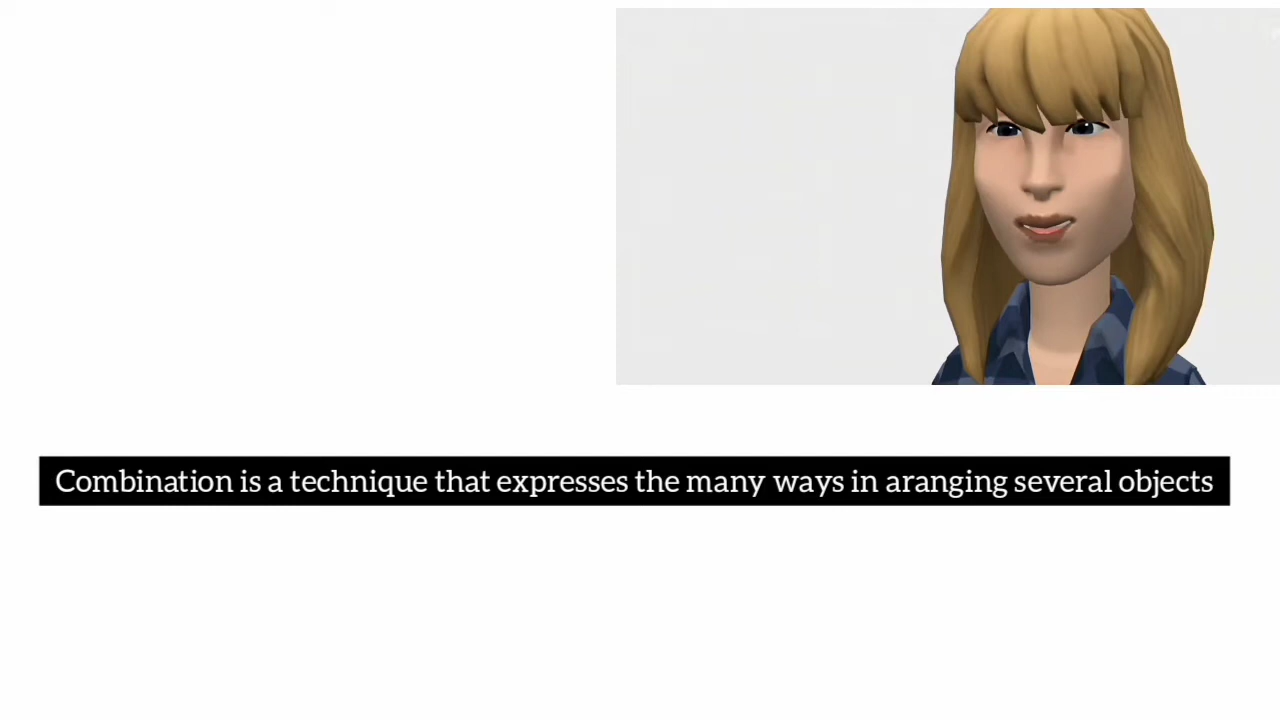 Combination is a technique that expresses the many ways in aranging several objects